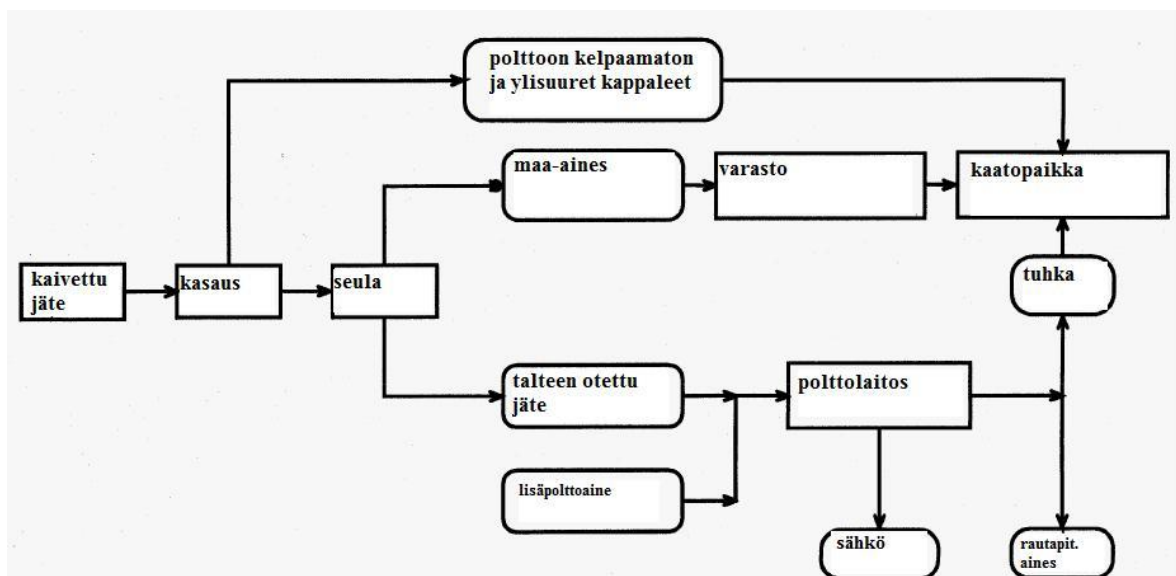 polttoon kelpaamaton
ja ylisuuret kappaleet
maa-aines
varasto
kaatopaikka
kaivettu
jäte
kasaus
seula
tuhka
talteen otettu
jäte
polttolaitos
lisäpolttoaine
sähkö
rautapit.
aines